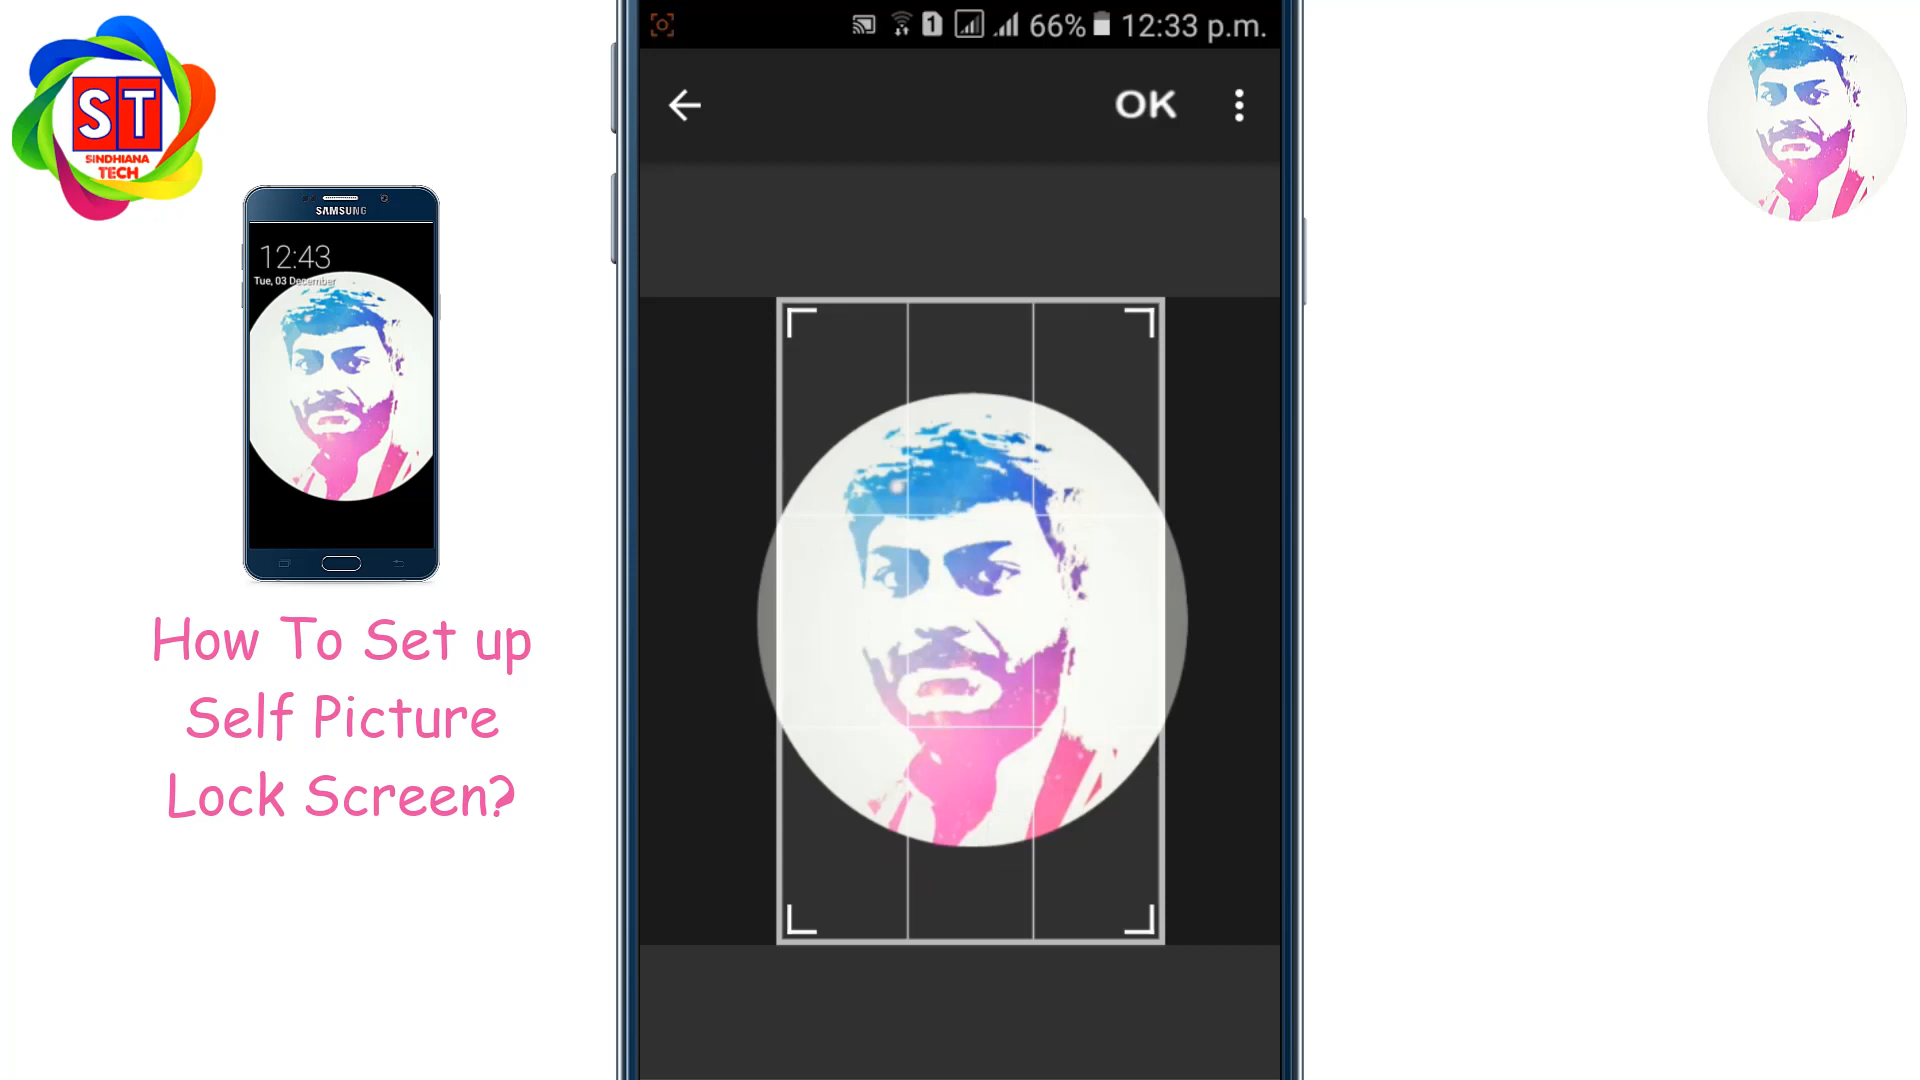 ST
SINDHIANA
TECH
SAMSUNG
12:43
Tue, 03 December
How To Set up
Self Picture
Lock Screen?
1 66% 12:33 p.m.
OK